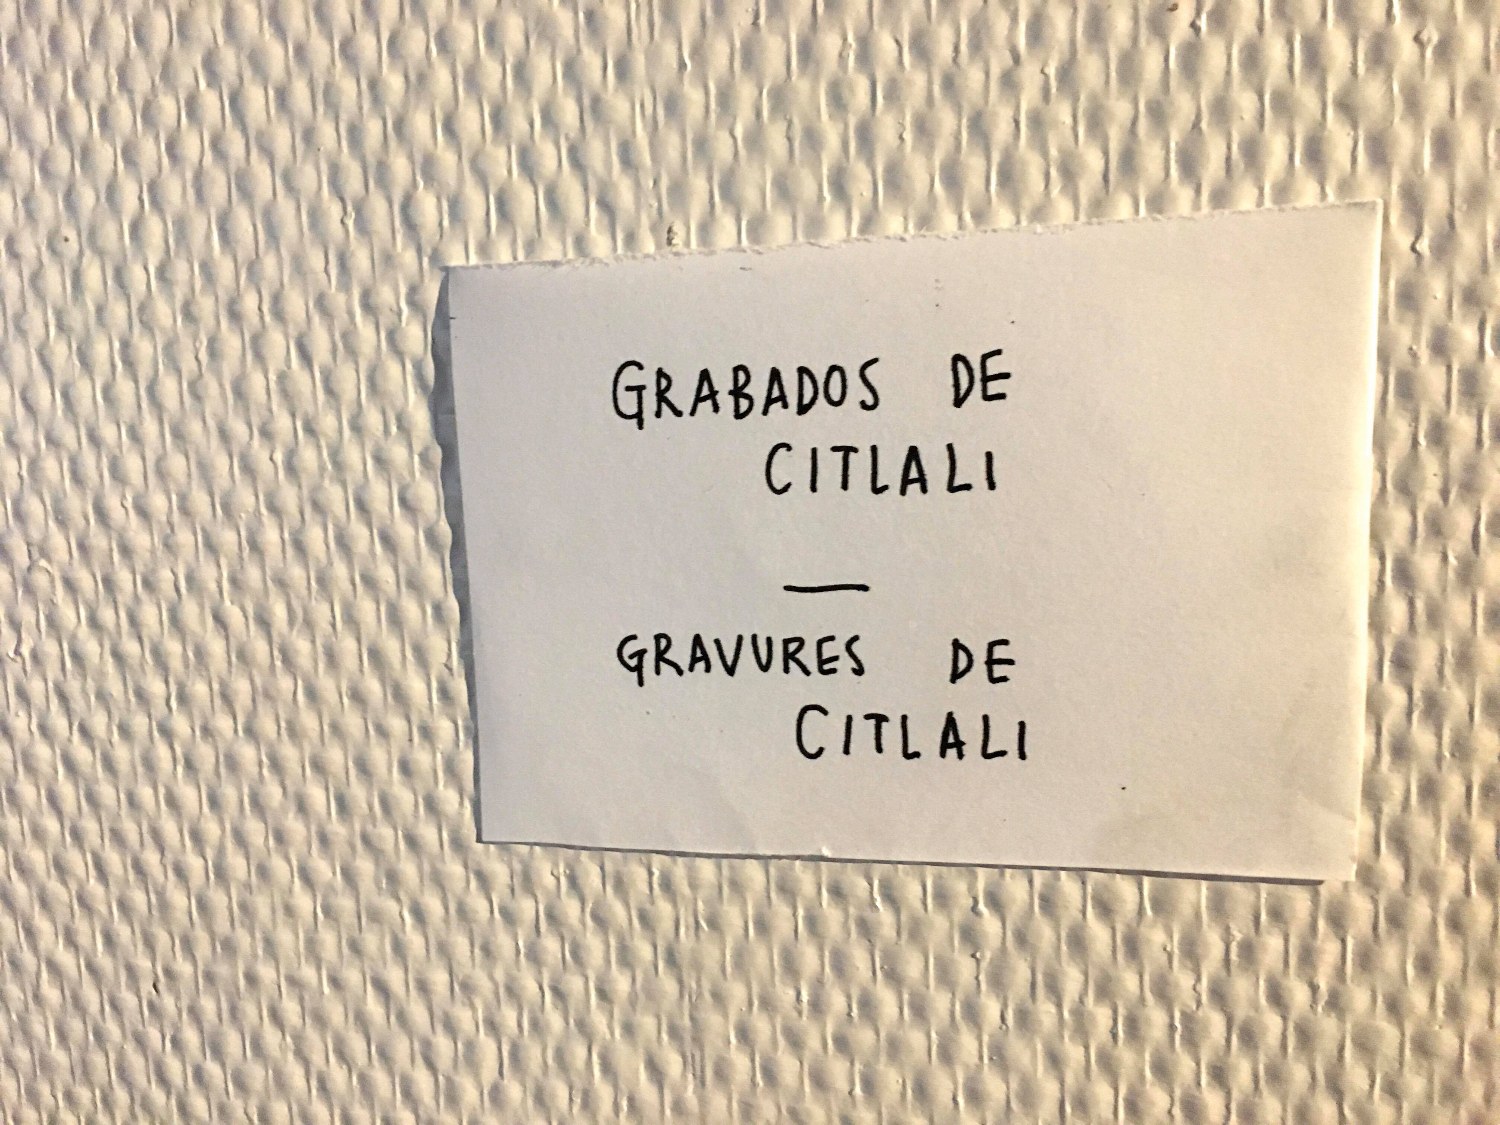 GRABADOS DE
CITLALI
—
GRAVURES DE
CITLALI